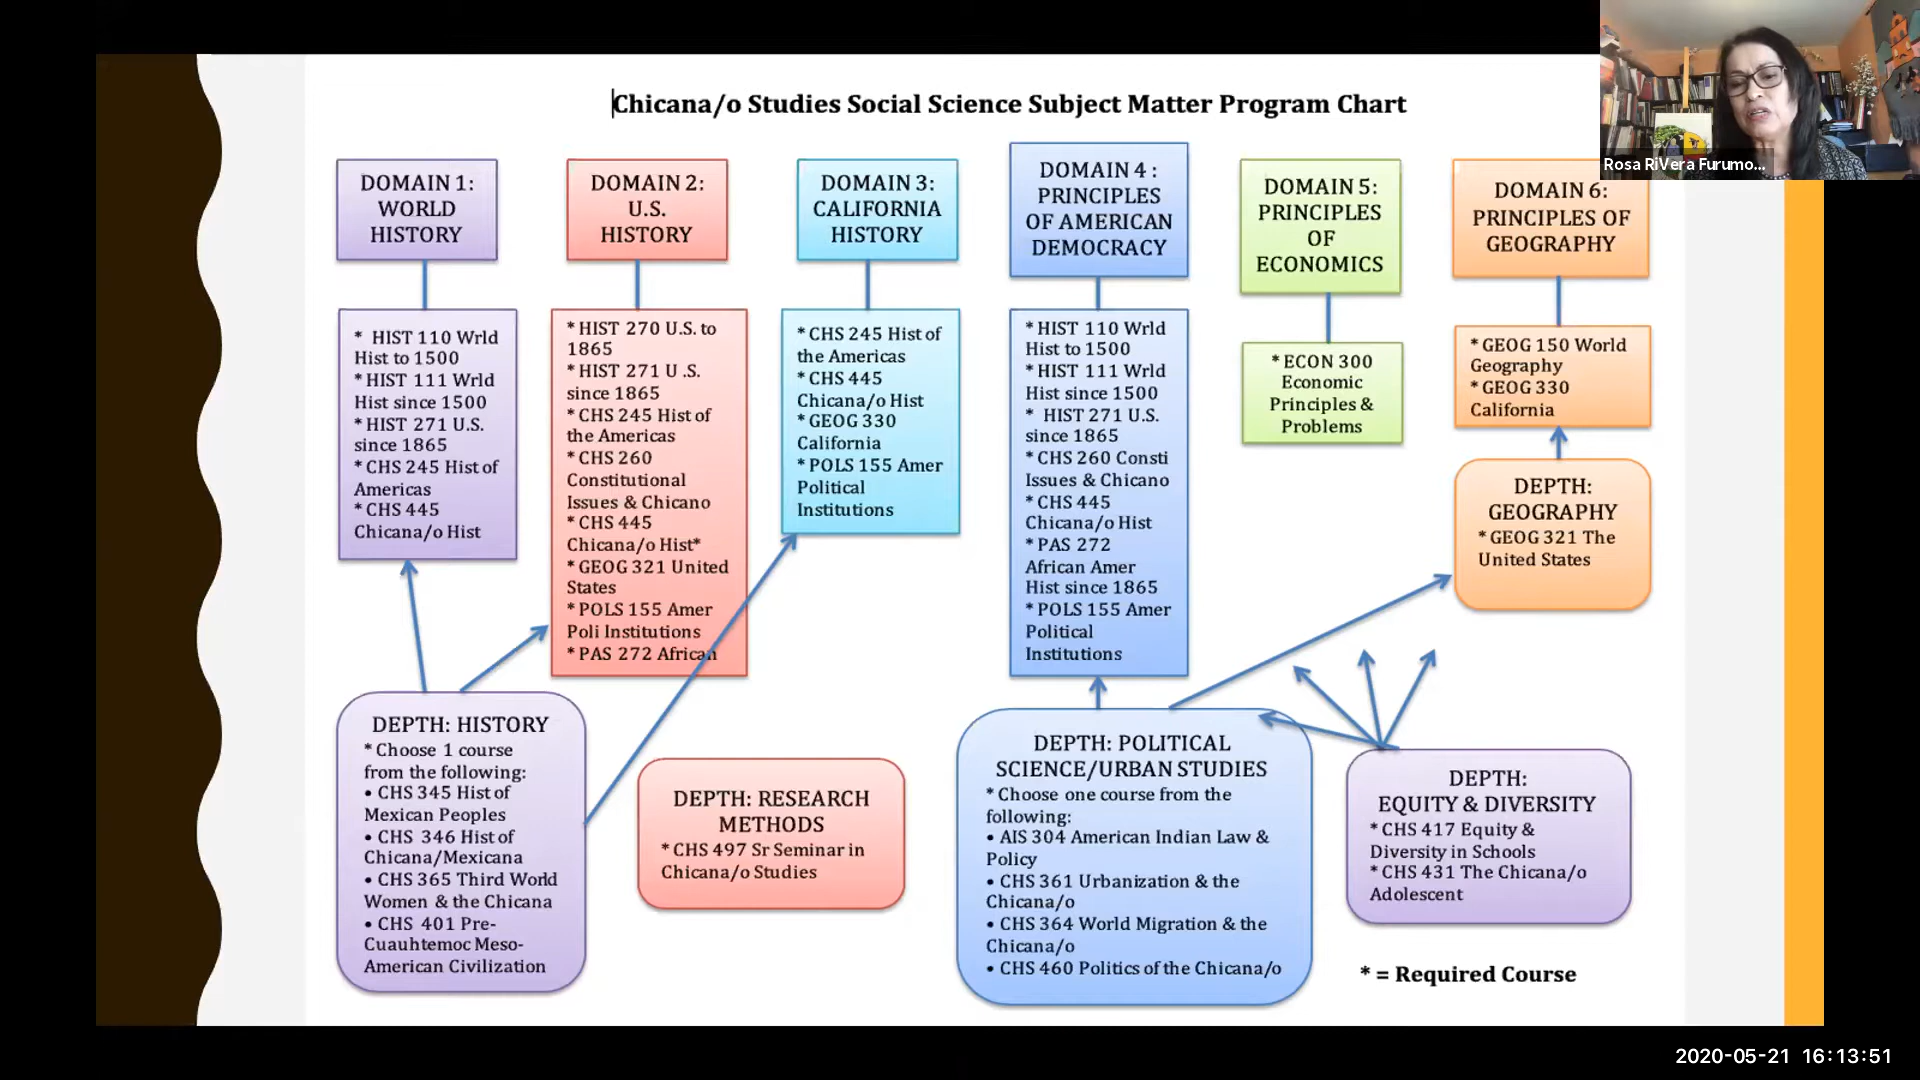 Chicana/o Studies Social Science Subject Matter Program Chart
Rosa RiVera Furumo...
DOMAIN 1:
WORLD
HISTORY
DOMAIN 2:
U.S.
HISTORY
DOMAIN 3:
CALIFORNIA
HISTORY
DOMAIN 4 :
PRINCIPLES
OF AMERICAN
DEMOCRACY
DOMAIN 5:
PRINCIPLES
OF
ECONOMICS
DOMAIN 6:
PRINCIPLES OF
GEOGRAPHY
* HIST 110 Wrld
Hist to 1500
* HIST 111 Wrld
Hist since 1500
* HIST 271 U.S.
since 1865
* CHS 245 Hist of
Americas
* CHS 445
Chicana/o Hist
* HIST 270 U.S. to
1865
* HIST 271 U .S.
since 1865
* CHS 245 Hist of
the Americas
* CHS 260
Constitutional
Issues & Chicano
* CHS 445
Chicana/o Hist*
* GEOG 321 United
States
* POLS 155 Amer
Poli Institutions
* PAS 272 African
* CHS 245 Hist of
the Americas
* CHS 445
Chicana/o Hist
* GEOG 330
California
* POLS 155 Amer
Political
Institutions
* HIST 110 Wrld
Hist to 1500
* HIST 111 Wrld
Hist since 1500
* HIST 271 U.S.
since 1865
* CHS 260 Consti
Issues & Chicano
* CHS 445
Chicana/o Hist
* PAS 272
African Amer
Hist since 1865
* POLS 155 Amer
Political
Institutions
* ECON 300
Economic
Principles &
Problems
* GEOG 150 World
Geography
* GEOG 330
California
DEPTH:
GEOGRAPHY
* GEOG 321 The
United States
DEPTH: HISTORY
* Choose 1 course
from the following:
• CHS 345 Hist of
Mexican Peoples
• CHS 346 Hist of
Chicana/Mexicana
• CHS 365 Third World
Women & the Chicana
• CHS 401 Pre-
Cuauhtemoc Meso-
American Civilization
DEPTH: RESEARCH
METHODS
* CHS 497 Sr Seminar in
Chicana/o Studies
DEPTH: POLITICAL
SCIENCE/URBAN STUDIES
* Choose one course from the
following:
• AIS 304 American Indian Law &
Policy
• CHS 361 Urbanization & the
Chicana/o
• CHS 364 World Migration & the
Chicana/o
• CHS 460 Politics of the Chicana/o
DEPTH:
EQUITY & DIVERSITY
* CHS 417 Equity &
Diversity in Schools
* CHS 431 The Chicana/o
Adolescent
* = Required Course
2020-05-21 16:13:51